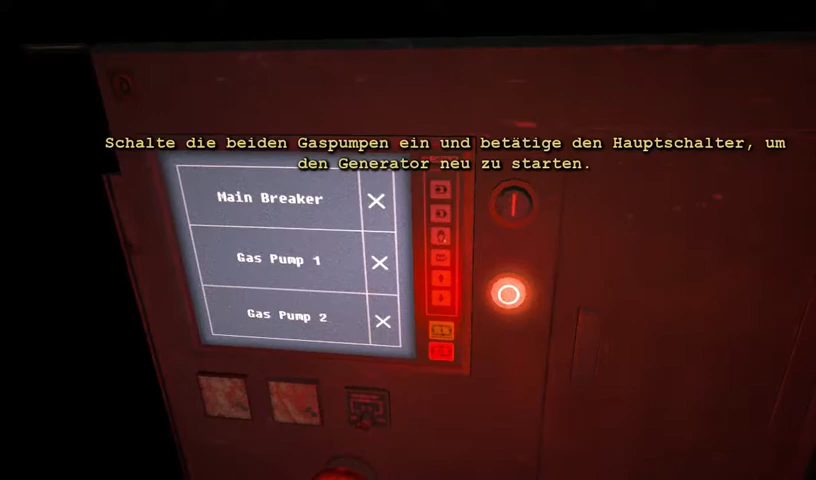 Schalte die beiden Gaspumpen ein und betätige den Hauptschalter, um
den Generator neu zu starten.
Main Breaker
Gas Pump 1
Gas Pump 2